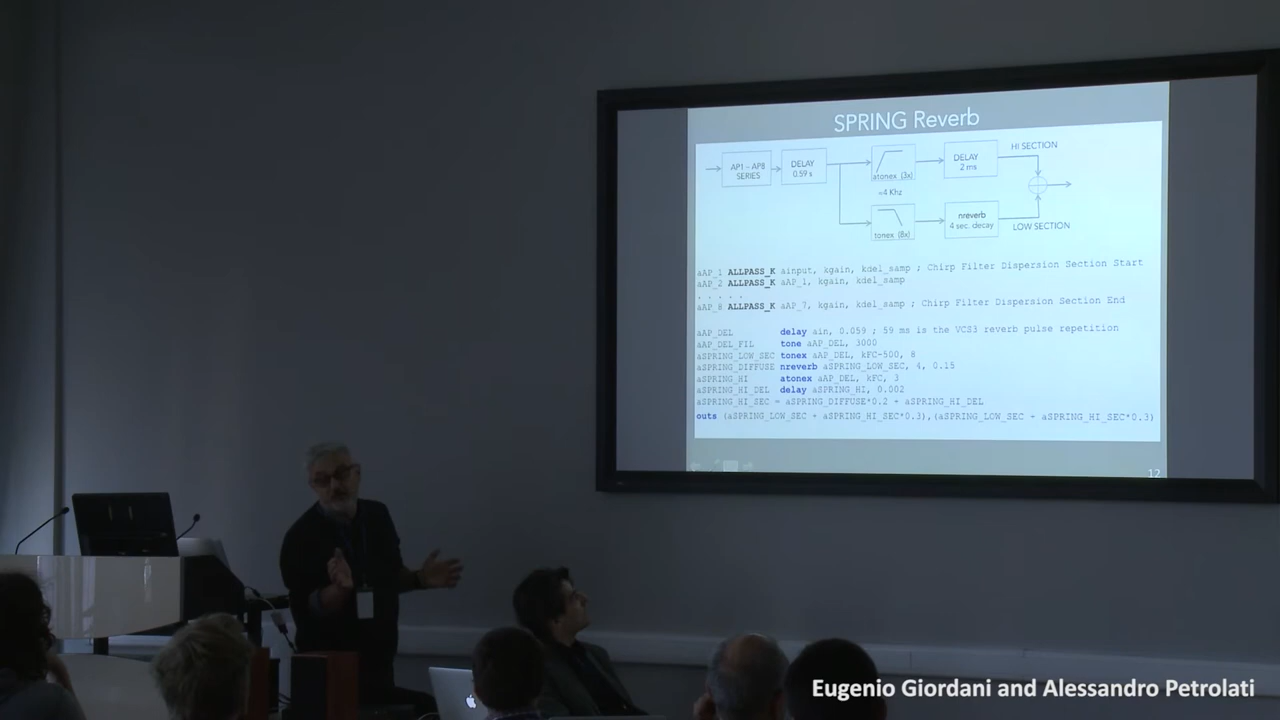 SPRING Reverb
AP1 – AP8
SERIES
DELAY
0.59 s
atonex (3x)
≈4 Khz
tonex (8x)
DELAY
2 ms
nreverb
4 sec. decay
HI SECTION
LOW SECTION
aAP_1 ALLPASS_K ainput, kgain, kdel_samp ; Chirp Filter Dispersion Section Start
aAP_2 ALLPASS_K aAP_1, kgain, kdel_samp
. . . . .
aAP_8 ALLPASS_K aAP_7, kgain, kdel_samp ; Chirp Filter Dispersion Section End
aAP_DEL delay ain, 0.059 ; 59 ms is the VCS3 reverb pulse repetition
aAP_DEL_FIL tone aAP_DEL, 3000
aSPRING_LOW_SEC tonex aAP_DEL, kFC-500, 8
aSPRING_DIFFUSE nreverb aSPRING_LOW_SEC, 4, 0.15
aSPRING_HI atonex aAP_DEL, kFC, 3
aSPRING_HI_DEL delay aSPRING_HI, 0.002
aSPRING_HI_SEC = aSPRING_DIFFUSE*0.2 + aSPRING_HI_DEL
outs (aSPRING_LOW_SEC + aSPRING_HI_SEC*0.3),(aSPRING_LOW_SEC + aSPRING_HI_SEC*0.3)
12
Eugenio Giordani and Alessandro Petrolati